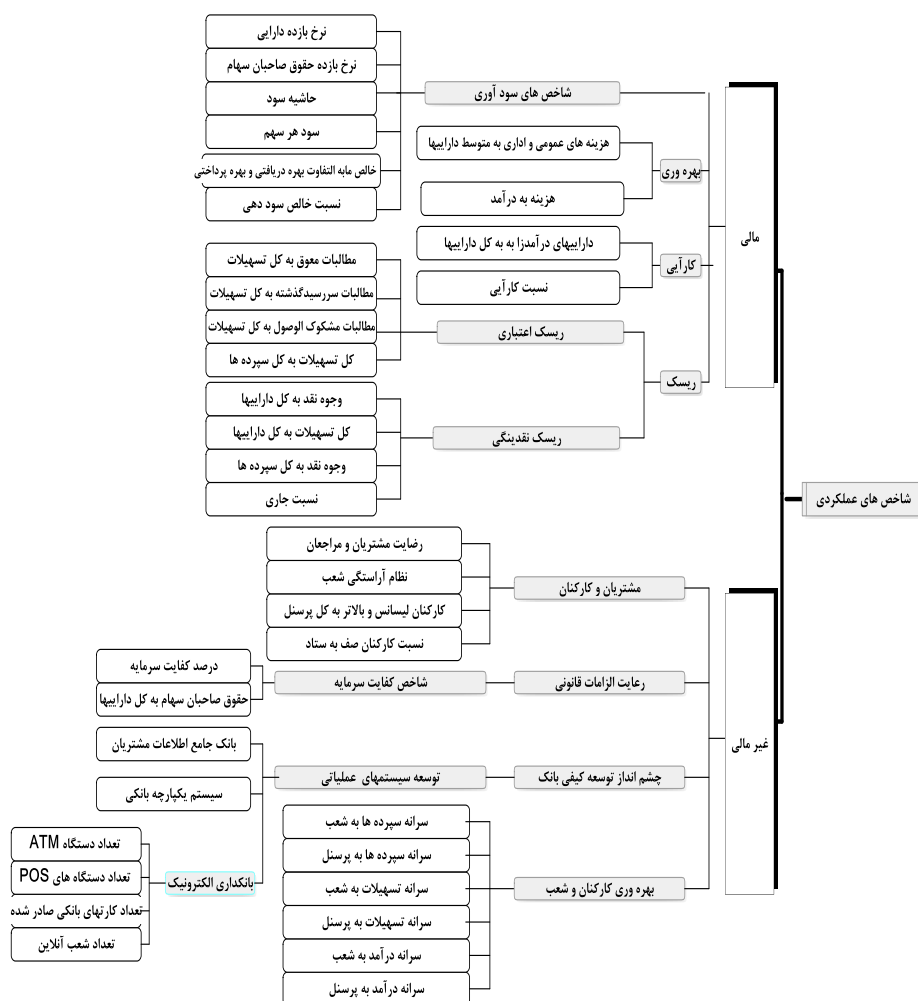 شاخص های عملکردی
مالی
شاخص های سود آوری
نرخ بازده دارایی
نرخ بازده حقوق صاحبان سهام
حاشیه سود
سود هر سهم
خالص مابه التفاوت بهره دریافتی و بهره پرداختی
نسبت خالص سود دهی
بهره وری
هزینه های عمومی و اداری به متوسط داراییها
هزینه به درآمد
کارآیی
داراییهای درآمدزا به به کل داراییها
نسبت کارآیی
ریسک
ریسک اعتباری
مطالبات معوق به کل تسهیلات
مطالبات سررسیدگذشته به کل تسهیلات
مطالبات مشکوک الوصول به کل تسهیلات
کل تسهیلات به کل سپرده ها
ریسک نقدینگی
وجوه نقد به کل داراییها
کل تسهیلات به کل داراییها
وجوه نقد به کل سپرده ها
نسبت جاری
غیر مالی
مشتریان و کارکنان
رضایت مشتریان و مراجعان
نظام آراستگی شعب
کارکنان لیسانس و بالاتر به کل پرسنل
نسبت کارکنان صف به ستاد
رعایت الزامات قانونی
شاخص کفایت سرمایه
درصد کفایت سرمایه
حقوق صاحبان سهام به کل داراییها
چشم انداز توسعه کیفی بانک
توسعه سیستمهای عملیاتی
بانک جامع اطلاعات مشتریان
سیستم یکپارچه بانکی
بانکداری الکترونیک
تعداد دستگاه ATM
تعداد دستگاه های POS
تعداد کارتهای بانکی صادر شده
تعداد شعب آنلاین
بهره وری کارکنان و شعب
سرانه سپرده ها به شعب
سرانه سپرده ها به پرسنل
سرانه تسهیلات به شعب
سرانه تسهیلات به پرسنل
سرانه درآمد به شعب
سرانه درآمد به پرسنل